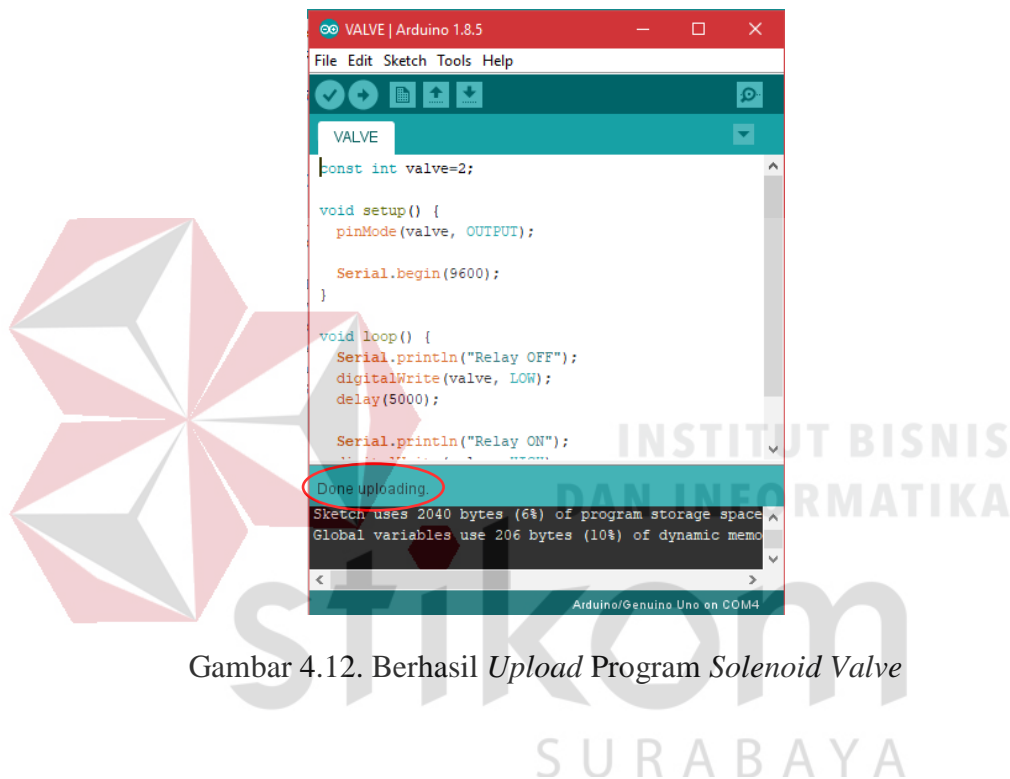 VALVE | Arduino 1.8.5
File Edit Sketch Tools Help
VALVE
const int valve=2;
void setup() {
pinMode(valve, OUTPUT);
Serial.begin(9600);
}
void loop() {
Serial.println("Relay OFF");
digitalWrite(valve, LOW);
delay(5000);
Serial.println("Relay ON");
Done uploading.
Sketch uses 2040 bytes (6%) of program storage space
Global variables use 206 bytes (10%) of dynamic memo
Arduino/Genuino Uno on COM4
INSTITUT BISNIS
DAN INFORMATIKA
stikom
Gambar 4.12. Berhasil Upload Program Solenoid Valve
SURABAYA